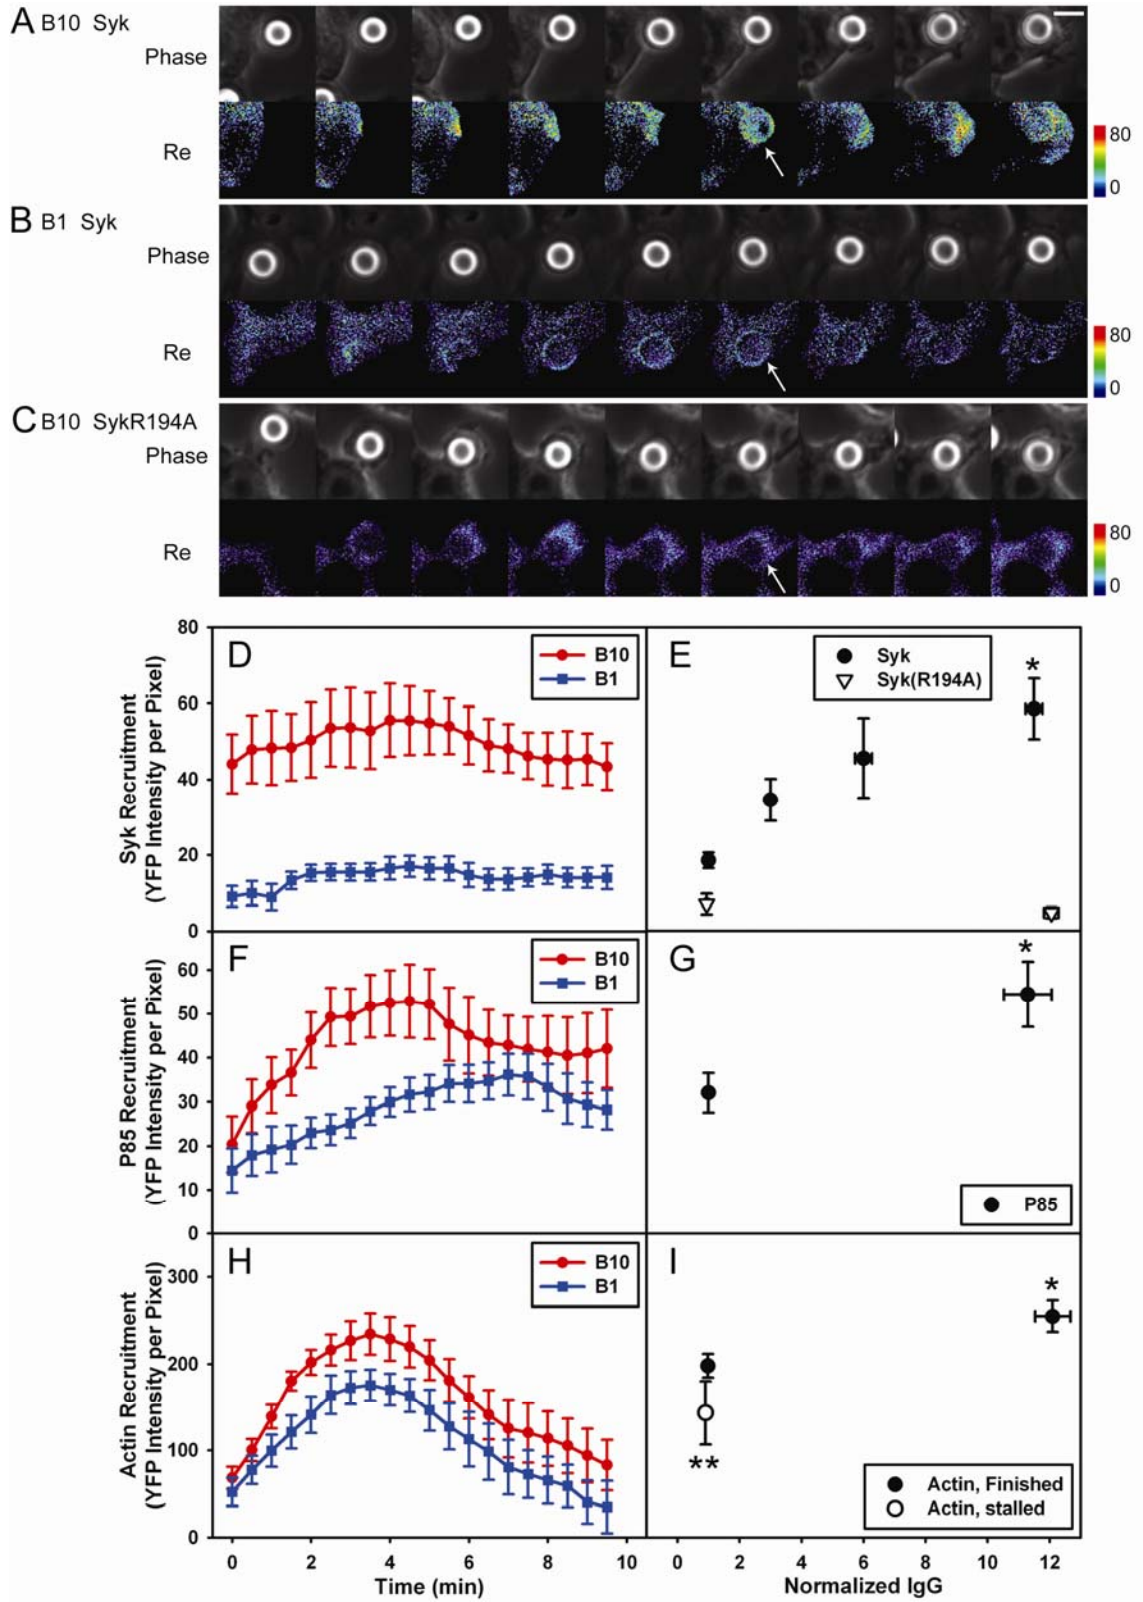 A B10 Syk
Phase
Re
80
0
B B1 Syk
Phase
Re
80
0
C B10 SykR194A
Phase
Re
80
0
D
B10
B1
Syk Recruitment
(YFP Intensity per Pixel)
80
60
40
20
0
E
Syk
Syk(R194A)
*
F
B10
B1
P85 Recruitment
(YFP Intensity per Pixel)
60
50
40
30
20
10
0
G
*
P85
H
B10
B1
Actin Recruitment
(YFP Intensity per Pixel)
300
200
100
0
0 2 4 6 8 10
Time (min)
I
*
**
Actin, Finished
Actin, stalled
0 2 4 6 8 10 12
Normalized IgG